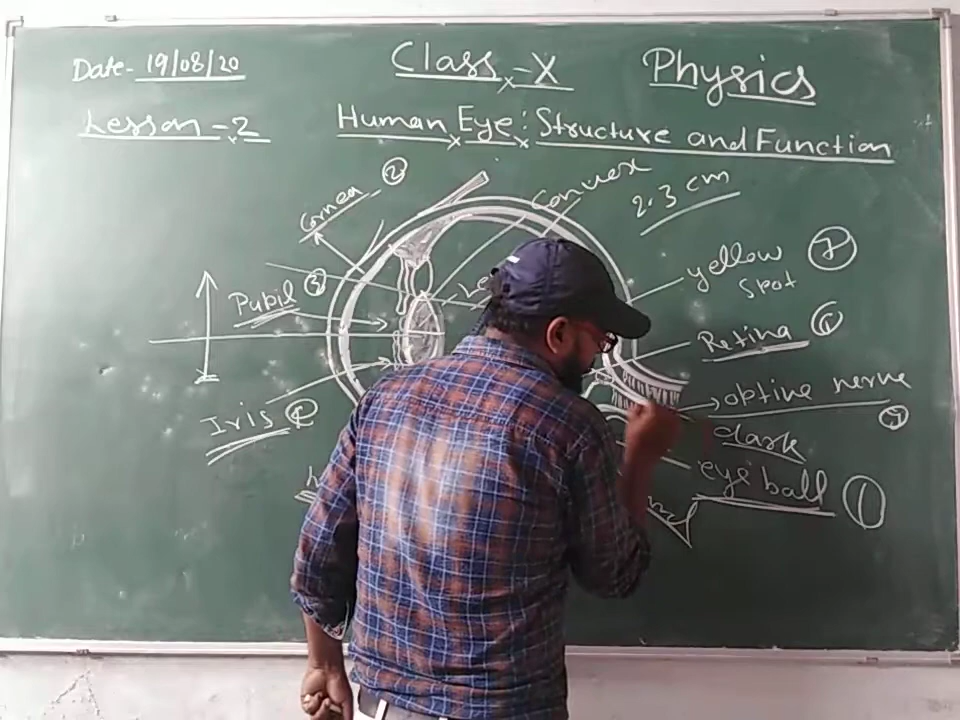 Date- 19/08/20
Class - X
Physics
Lesson - 2
Human Eye: Structure and Function
Cornea 2
Convex
2.3 cm
yellow spot 7
Pupil 3
Retina 6
optine nerve
Iris
dark
eye ball 1